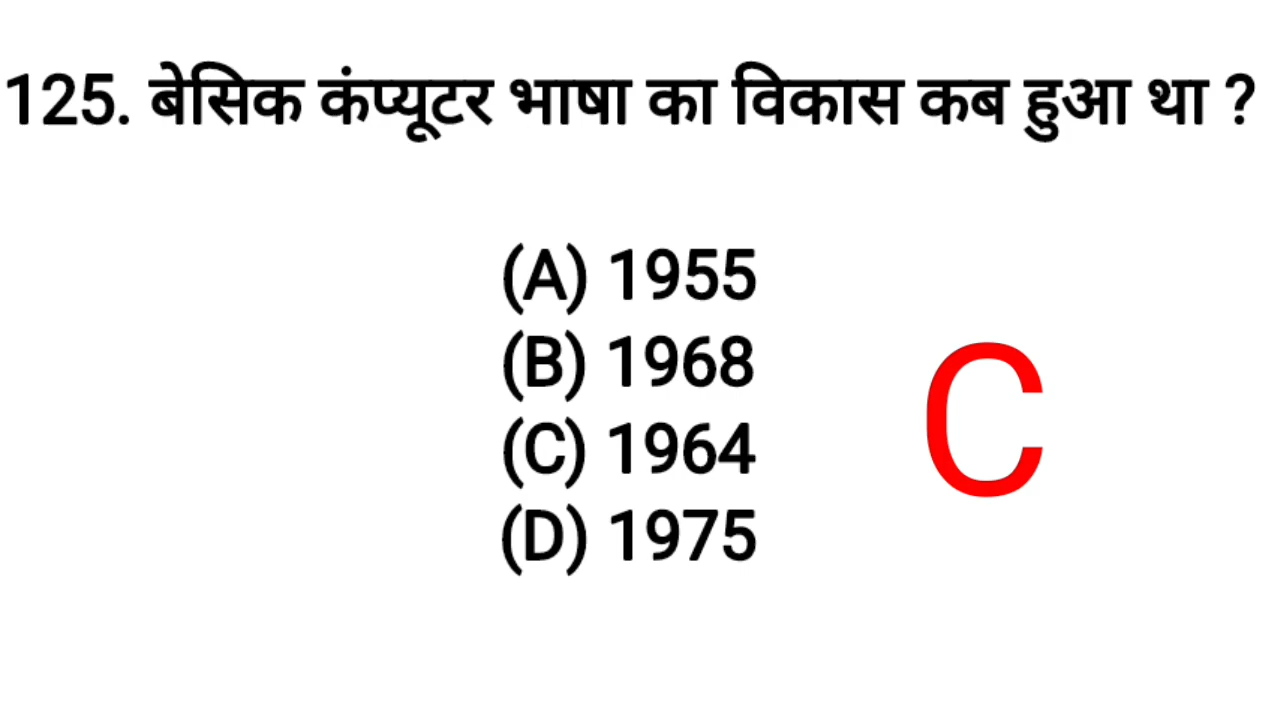 125. बेसिक कंप्यूटर भाषा का विकास कब हुआ था ?
(A) 1955
(B) 1968
(C) 1964
(D) 1975
C